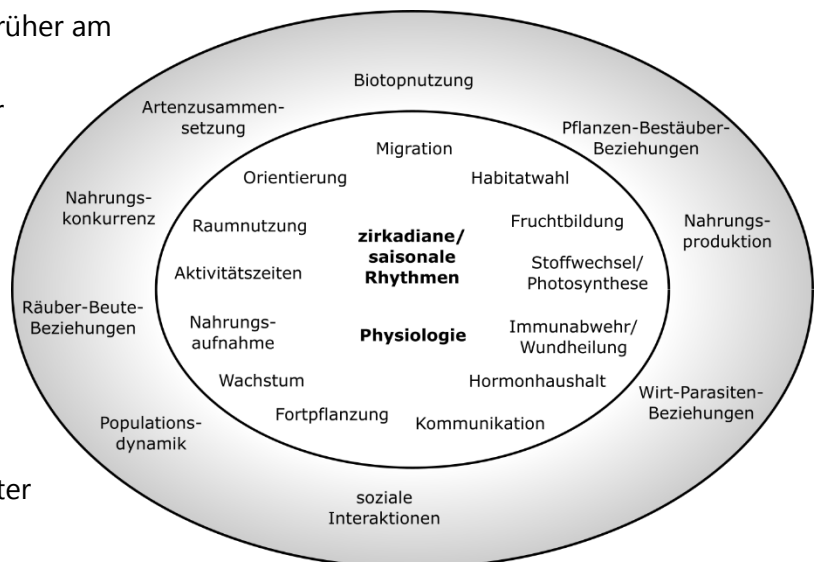 rüher am
Biotopnutzung
Artenzusammen-
setzung
Pflanzen-Bestäuber-
Beziehungen
Migration
Orientierung
Habitatwahl
Nahrungs-
konkurrenz
Raumnutzung
zirkadiane/
saisonale
Rhythmen
Fruchtbildung
Nahrungs-
produktion
Aktivitätszeiten
Stoffwechsel/
Photosynthese
Räuber-Beute-
Beziehungen
Nahrungs-
aufnahme
Physiologie
Immunabwehr/
Wundheilung
Wachstum
Hormonhaushalt
Wirt-Parasiten-
Beziehungen
Fortpflanzung
Kommunikation
Populations-
dynamik
ter
soziale
Interaktionen